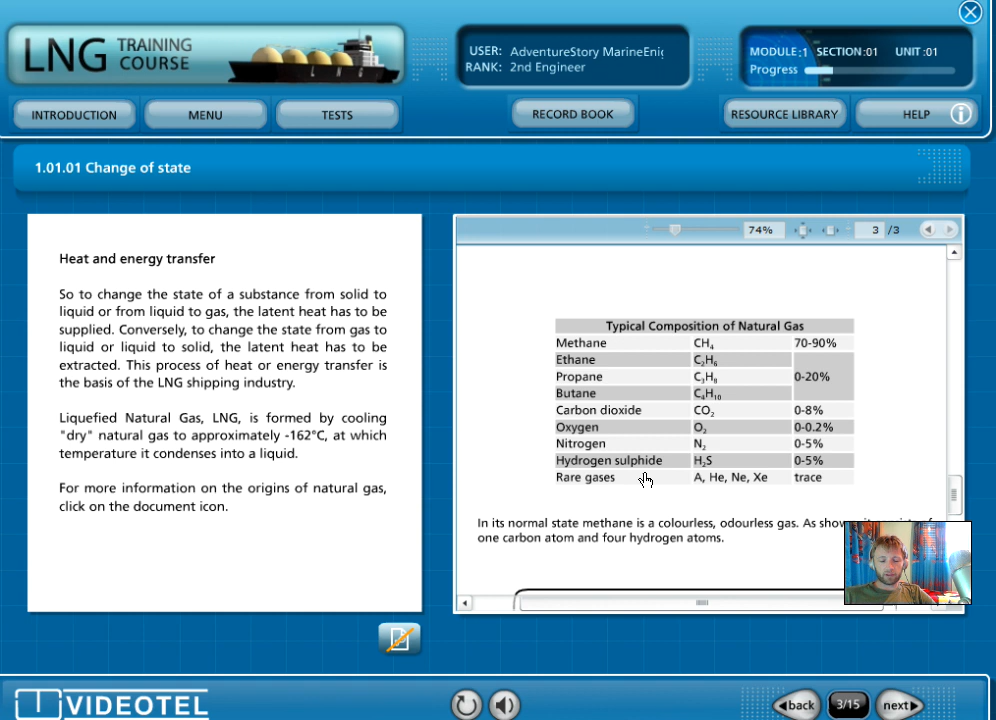 LNG TRAINING COURSE
L N G
USER: AdventureStory MarineEnig
RANK: 2nd Engineer
MODULE:1 SECTION:01 UNIT:01
Progress
INTRODUCTION MENU TESTS RECORD BOOK RESOURCE LIBRARY HELP i
1.01.01 Change of state
Heat and energy transfer
So to change the state of a substance from solid to
liquid or from liquid to gas, the latent heat has to be
supplied. Conversely, to change the state from gas to
liquid or liquid to solid, the latent heat has to be
extracted. This process of heat or energy transfer is
the basis of the LNG shipping industry.
Liquefied Natural Gas, LNG, is formed by cooling
"dry" natural gas to approximately -162°C, at which
temperature it condenses into a liquid.
For more information on the origins of natural gas,
click on the document icon.
74% 3 /3
Typical Composition of Natural Gas
Methane CH₄ 70-90%
Ethane C₂H₆
Propane C₃H₈ 0-20%
Butane C₄H₁₀
Carbon dioxide CO₂ 0-8%
Oxygen O₂ 0-0.2%
Nitrogen N₂ 0-5%
Hydrogen sulphide H₂S 0-5%
Rare gases A, He, Ne, Xe trace
In its normal state methane is a colourless, odourless gas. As
one carbon atom and four hydrogen atoms.
VIDEOTEL
back 3/15 next